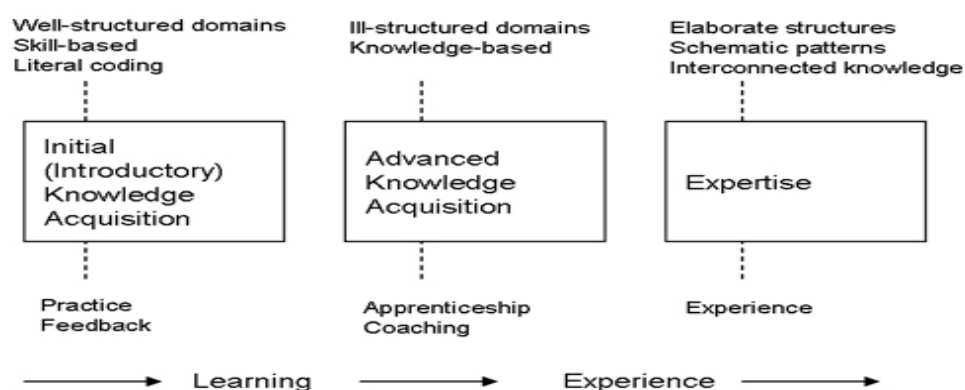 Well-structured domains
Skill-based
Literal coding
Ill-structured domains
Knowledge-based
Elaborate structures
Schematic patterns
Interconnected knowledge
Initial
(Introductory)
Knowledge
Acquisition
Advanced
Knowledge
Acquisition
Expertise
Practice
Feedback
Apprenticeship
Coaching
Experience
Learning
Experience